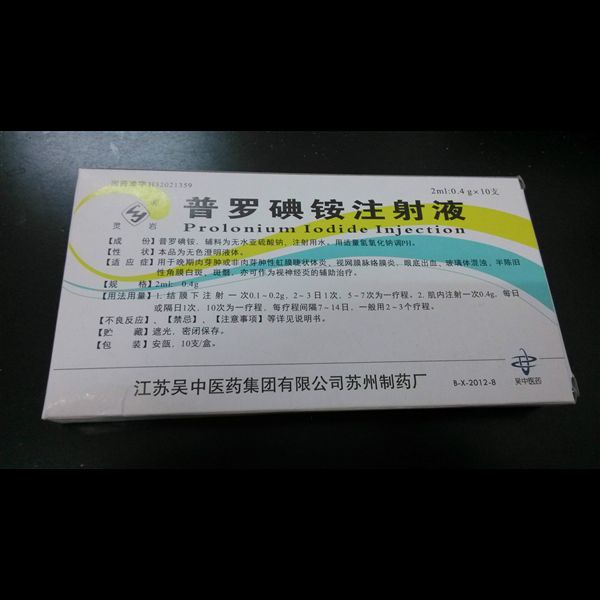 国药准字H32021359
2ml:0.4 g×10支
普罗碘铵注射液
灵 岩
Prolonium Iodide Injection
【成 份】普罗碘铵,辅料为无水亚硫酸钠,注射用水。用适量氢氧化钠调PH。
【性 状】本品为无色澄明液体。
【适 应 症】用于晚期肉芽肿或非肉芽肿性虹膜睫状体炎、视网膜脉络膜炎、眼底出血、玻璃体混浊、半陈旧
性角膜白斑、斑翳,亦可作为视神经炎的辅助治疗。
【规 格】2ml: 0.4g
【用法用量】1. 结膜下注射 一次0.1~0.2g, 2~3日1次, 5~7次为一疗程。2. 肌内注射一次0.4g, 每日
或隔日1次, 10次为一疗程, 每疗程间隔7~14日, 一般用2~3个疗程。
【不良反应】、【禁忌】、【注意事项】等详见说明书。
【贮 藏】遮光,密闭保存。
【包 装】安瓿, 10支/盒。
江苏吴中医药集团有限公司苏州制药厂
B-X-2012-8
吴中医药